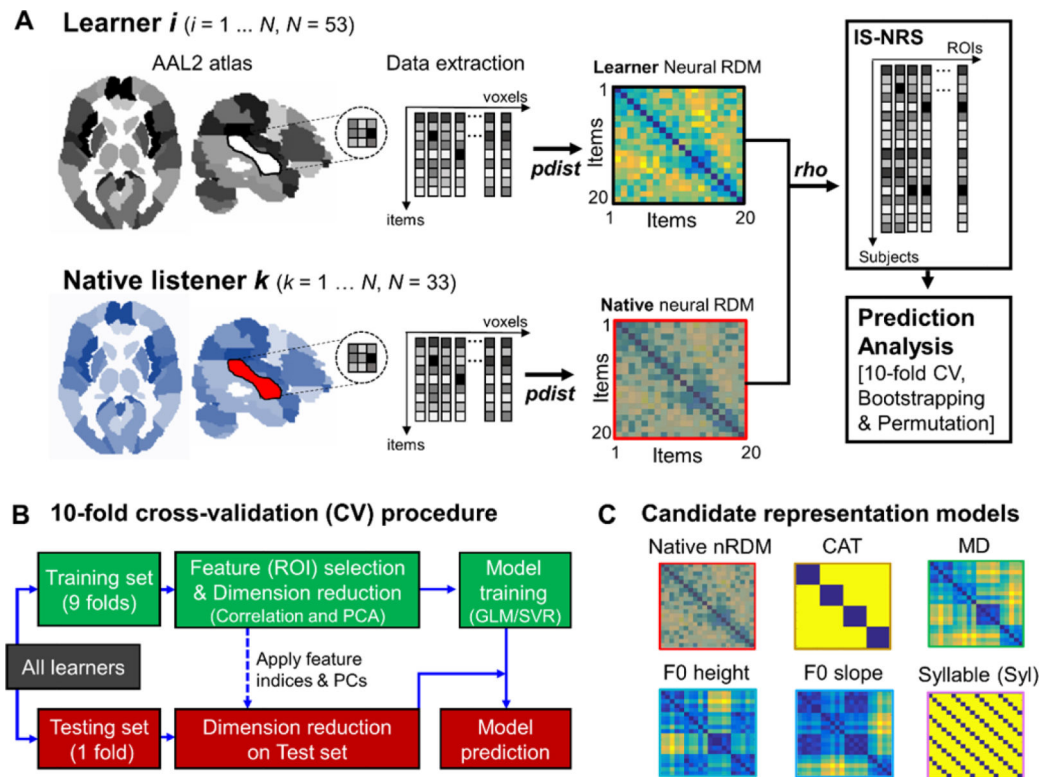 A
Learner i (i = 1 ... N, N = 53)
AAL2 atlas
Data extraction
voxels
items
pdist
Learner Neural RDM
1
Items
20
1
Items
20
rho
IS-NRS
ROIs
Subjects
Native listener k (k = 1 ... N, N = 33)
voxels
items
pdist
Native neural RDM
1
Items
20
1
Items
20
Prediction
Analysis
[10-fold CV,
Bootstrapping
& Permutation]
B
10-fold cross-validation (CV) procedure
All learners
Training set
(9 folds)
Feature (ROI) selection
& Dimension reduction
(Correlation and PCA)
Model
training
(GLM/SVR)
Apply feature
indices & PCs
Testing set
(1 fold)
Dimension reduction
on Test set
Model
prediction
C
Candidate representation models
Native nRDM
CAT
MD
F0 height
F0 slope
Syllable (Syl)